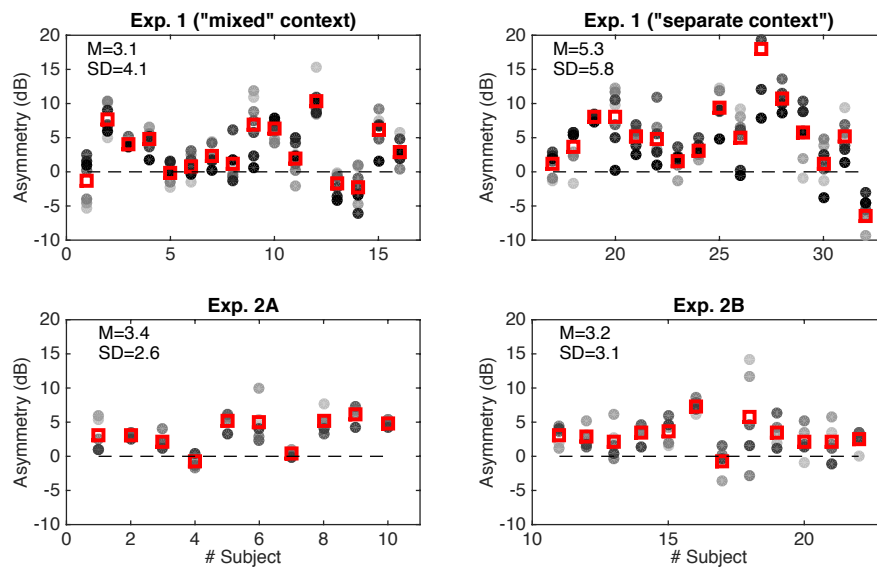 Exp. 1 ("mixed" context)
M=3.1
SD=4.1
Asymmetry (dB)
20
15
10
5
0
-5
-10
0 5 10 15
Exp. 1 ("separate context")
M=5.3
SD=5.8
Asymmetry (dB)
20
15
10
5
0
-5
-10
20 25 30
Exp. 2A
M=3.4
SD=2.6
Asymmetry (dB)
20
15
10
5
0
-5
-10
0 2 4 6 8 10
# Subject
Exp. 2B
M=3.2
SD=3.1
Asymmetry (dB)
20
15
10
5
0
-5
-10
10 15 20
# Subject